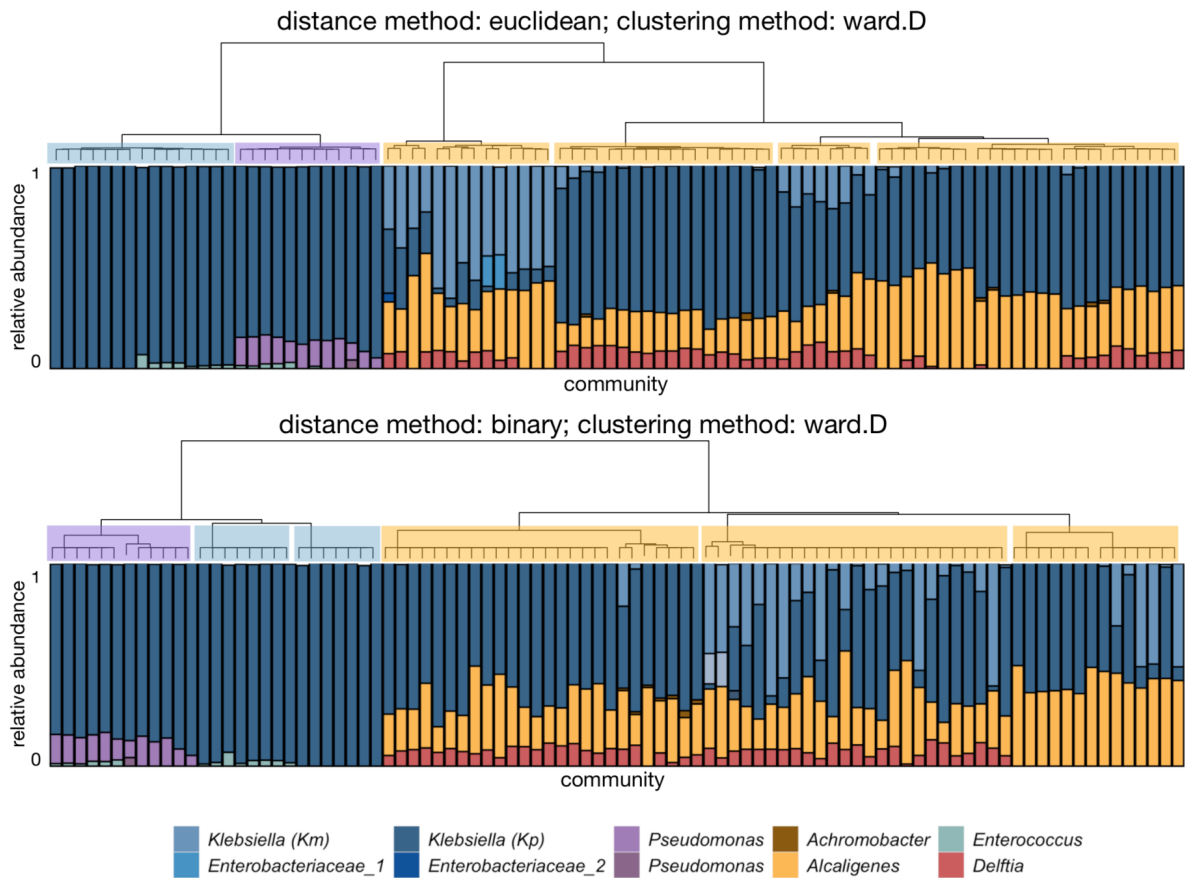 distance method: euclidean; clustering method: ward.D
1
relative abundance
0
community
distance method: binary; clustering method: ward.D
1
relative abundance
0
community
Klebsiella (Km) Klebsiella (Kp) Pseudomonas Achromobacter Enterococcus
Enterobacteriaceae_1 Enterobacteriaceae_2 Pseudomonas Alcaligenes Delftia